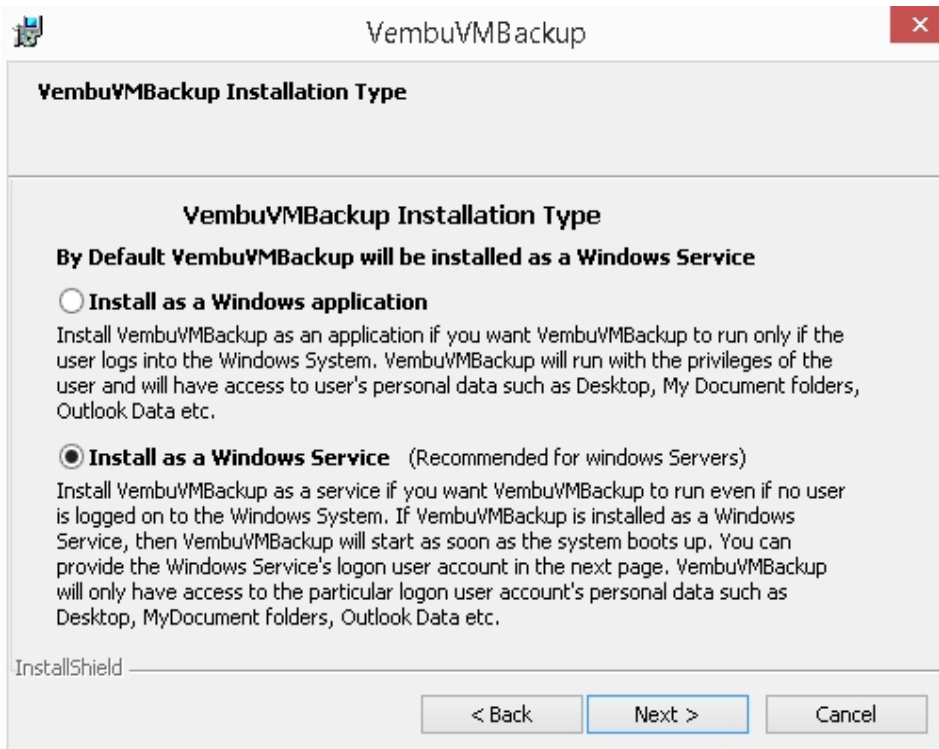 VembuVMBackup
VembuVMBackup Installation Type
VembuVMBackup Installation Type
By Default VembuVMBackup will be installed as a Windows Service
Install as a Windows application
Install VembuVMBackup as an application if you want VembuVMBackup to run only if the
user logs into the Windows System. VembuVMBackup will run with the privileges of the
user and will have access to user's personal data such as Desktop, My Document folders,
Outlook Data etc.
Install as a Windows Service (Recommended for windows Servers)
Install VembuVMBackup as a service if you want VembuVMBackup to run even if no user
is logged on to the Windows System. If VembuVMBackup is installed as a Windows
Service, then VembuVMBackup will start as soon as the system boots up. You can
provide the Windows Service's logon user account in the next page. VembuVMBackup
will only have access to the particular logon user account's personal data such as
Desktop, MyDocument folders, Outlook Data etc.
InstallShield
< Back Next > Cancel